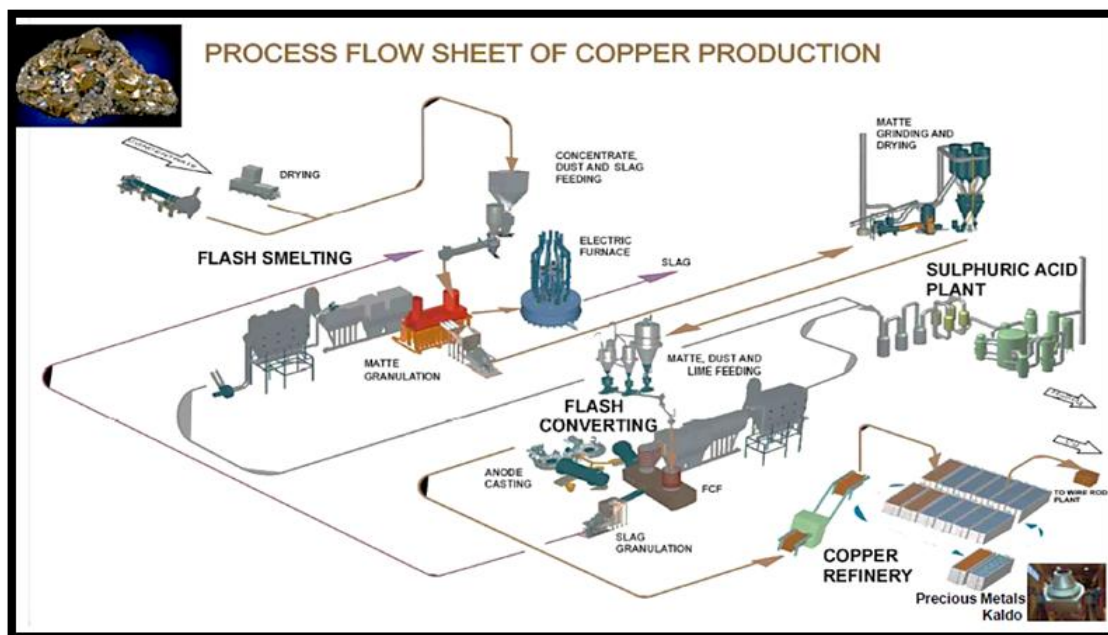 PROCESS FLOW SHEET OF COPPER PRODUCTION
CONCENTRATE
DRYING
CONCENTRATE,
DUST AND SLAG
FEEDING
MATTE
GRINDING AND
DRYING
FLASH SMELTING
ELECTRIC
FURNACE
SLAG
SULPHURIC ACID
PLANT
MATTE
GRANULATION
MATTE, DUST AND
LIME FEEDING
FLASH
CONVERTING
ANODE
CASTING
FCF
SLAG
GRANULATION
TO WIRE ROD
PLANT
COPPER
REFINERY
Precious Metals
Kaldo